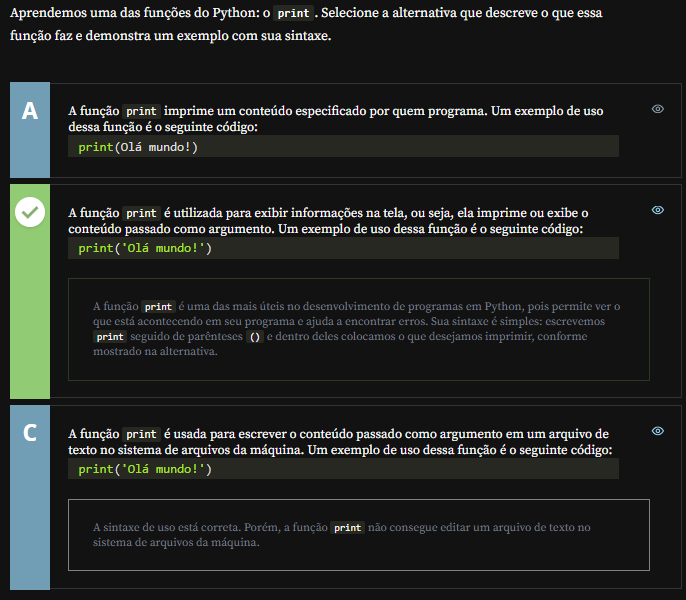 Aprendemos uma das funções do Python: o print. Selecione a alternativa que descreve o que essa
função faz e demonstra um exemplo com sua sintaxe.
A
A função print imprime um conteúdo especificado por quem programa. Um exemplo de uso
dessa função é o seguinte código:
print(Olá mundo!)
A função print é utilizada para exibir informações na tela, ou seja, ela imprime ou exibe o
conteúdo passado como argumento. Um exemplo de uso dessa função é o seguinte código:
print('Olá mundo!')
A função print é uma das mais úteis no desenvolvimento de programas em Python, pois permite ver o
que está acontecendo em seu programa e ajuda a encontrar erros. Sua sintaxe é simples: escrevemos
print seguido de parênteses () e dentro deles colocamos o que desejamos imprimir, conforme
mostrado na alternativa.
C
A função print é usada para escrever o conteúdo passado como argumento em um arquivo de
texto no sistema de arquivos da máquina. Um exemplo de uso dessa função é o seguinte código:
print('Olá mundo!')
A sintaxe de uso está correta. Porém, a função print não consegue editar um arquivo de texto no
sistema de arquivos da máquina.